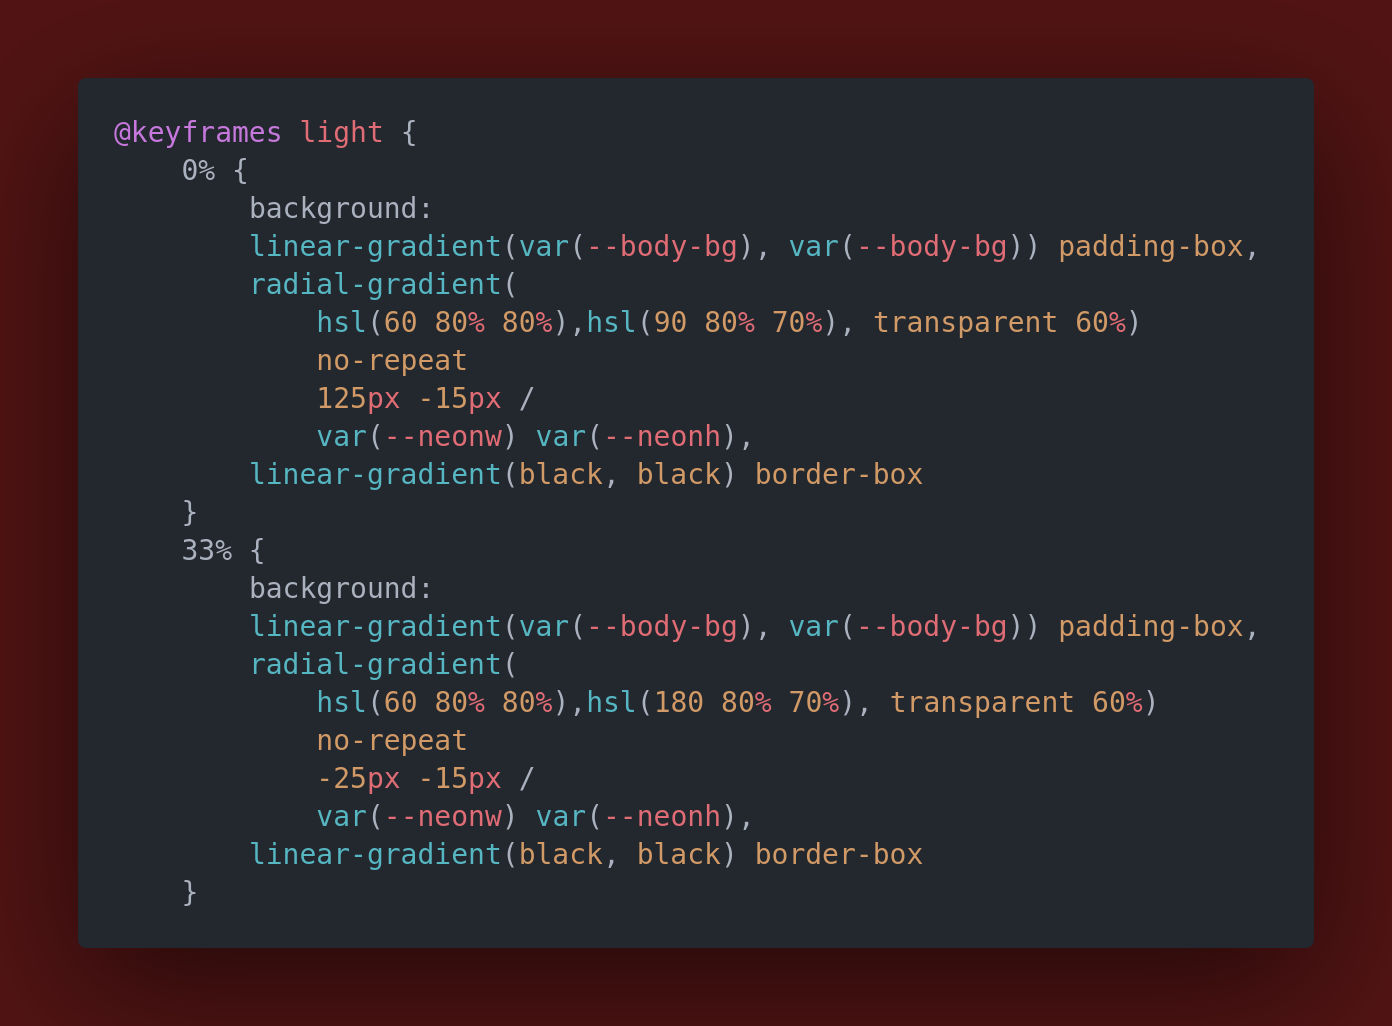 @keyframes light {
    0% {
        background:
        linear-gradient(var(--body-bg), var(--body-bg)) padding-box,
        radial-gradient(
            hsl(60 80% 80%),hsl(90 80% 70%), transparent 60%)
            no-repeat
            125px -15px /
            var(--neonw) var(--neonh),
        linear-gradient(black, black) border-box
    }
    33% {
        background:
        linear-gradient(var(--body-bg), var(--body-bg)) padding-box,
        radial-gradient(
            hsl(60 80% 80%),hsl(180 80% 70%), transparent 60%)
            no-repeat
            -25px -15px /
            var(--neonw) var(--neonh),
        linear-gradient(black, black) border-box
    }